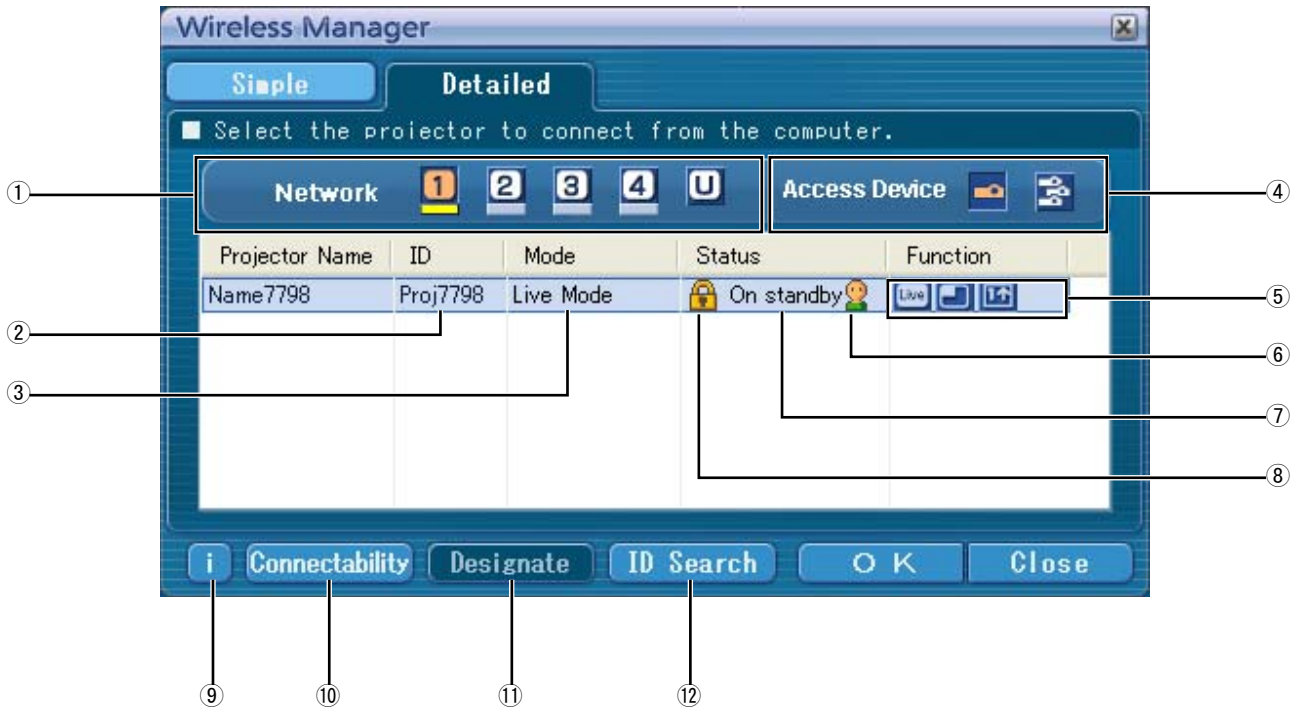 Wireless Manager
Simple Detailed
Select the projector to connect from the computer.
① Network 1 2 3 4 U Access Device ④
Projector Name ID Mode Status Function
Name7798 Proj7798 Live Mode On standby Live ⑤
②
⑥
③
⑦
⑧
i Connectability Designate ID Search OK Close
⑨ ⑩ ⑪ ⑫